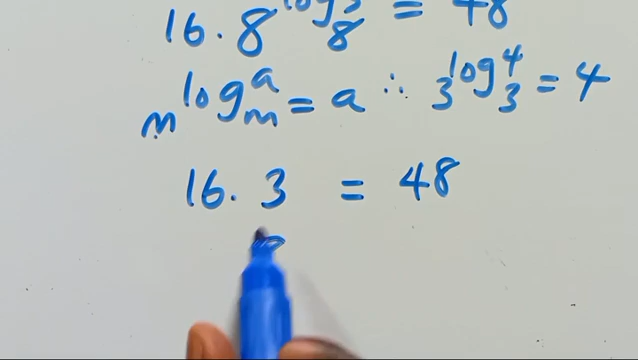 16 . 8^log_8^3 = 48
m^log_m^a = a ∴ 3^log_3^4 = 4
16 . 3 = 48